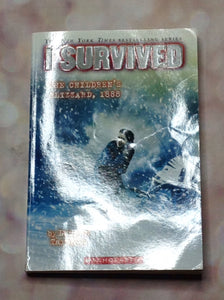 NEW YORK TIMES BESTSELLING SERIES
I SURVIVED
THE CHILDREN'S
BLIZZARD, 1888
SCHOLASTIC